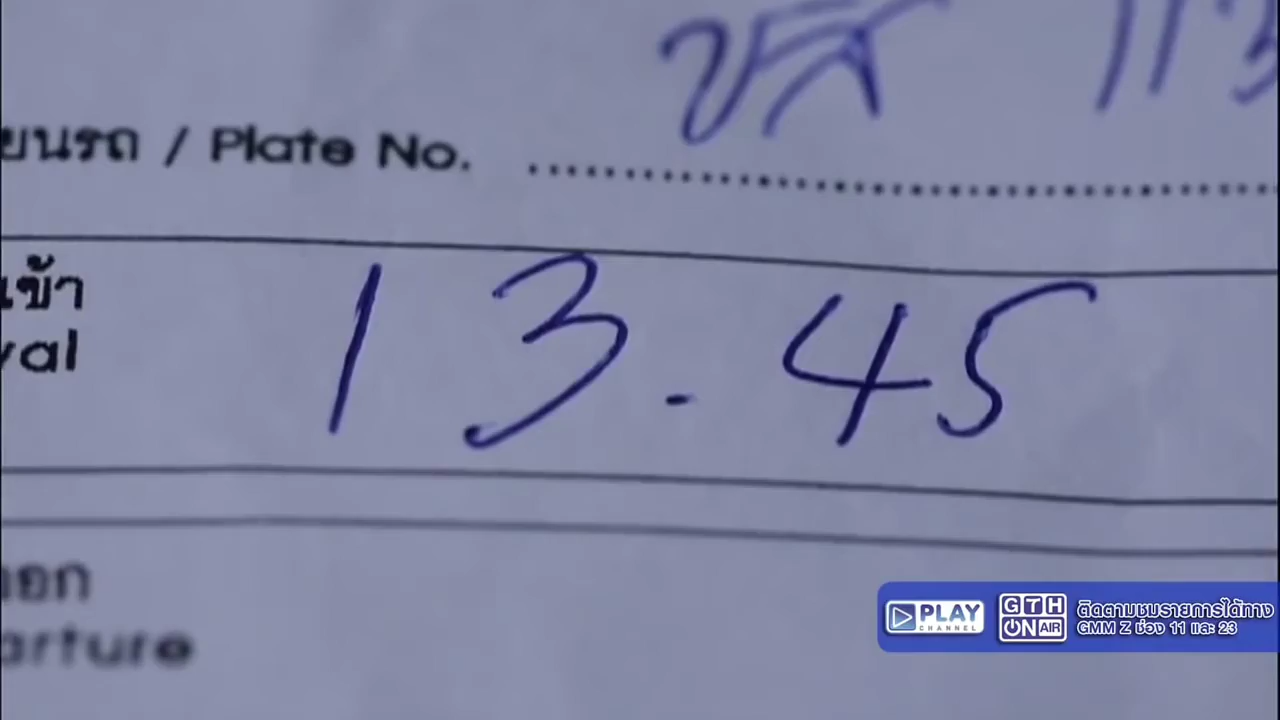 ขส
ยนรถ / Plate No. ........................................
เข้า
val
13.45
ออก
arture
PLAY CHANNEL
GTH ON AIR
ติดตามชมรายการได้ทาง
GMM Z ช่อง 11 และ 23